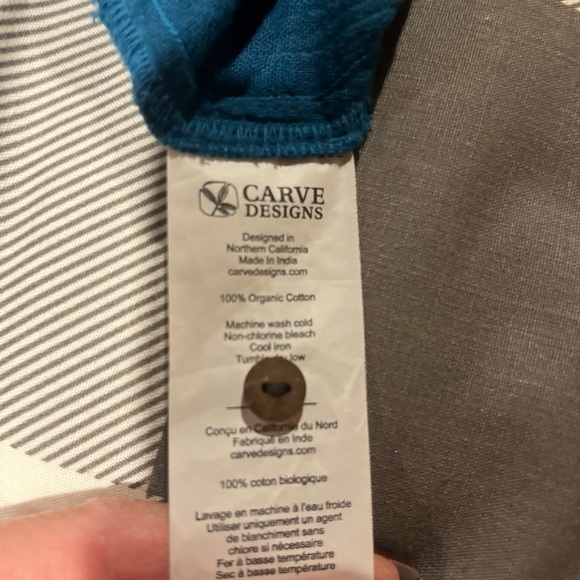 CARVE
DESIGNS
Designed in
Northern California
Made In India
carvedesigns.com
100% Organic Cotton
Machine wash cold
Non-chlorine bleach
Cool iron
low
Conçu en California du Nord
Fabriqué en Inde
carvedesigns.com
100% coton biologique
Lavage en machine à l'eau froide
Utiliser uniquement un agent
de blanchiment sans
chlore si nécessaire
Fer à basse température
Sec à basse température